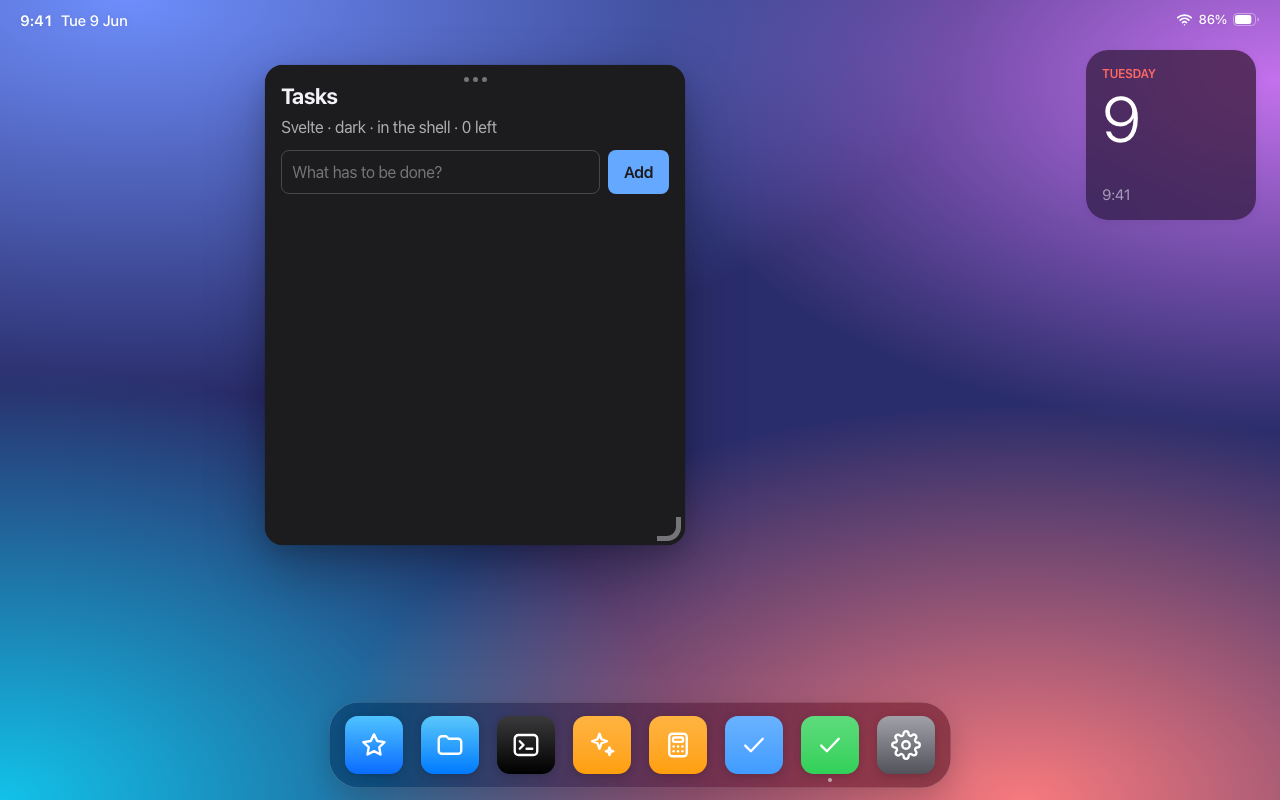 9:41 Tue 9 Jun
86%
TUESDAY
9
9:41
Tasks
Svelte · dark · in the shell · 0 left
What has to be done?
Add